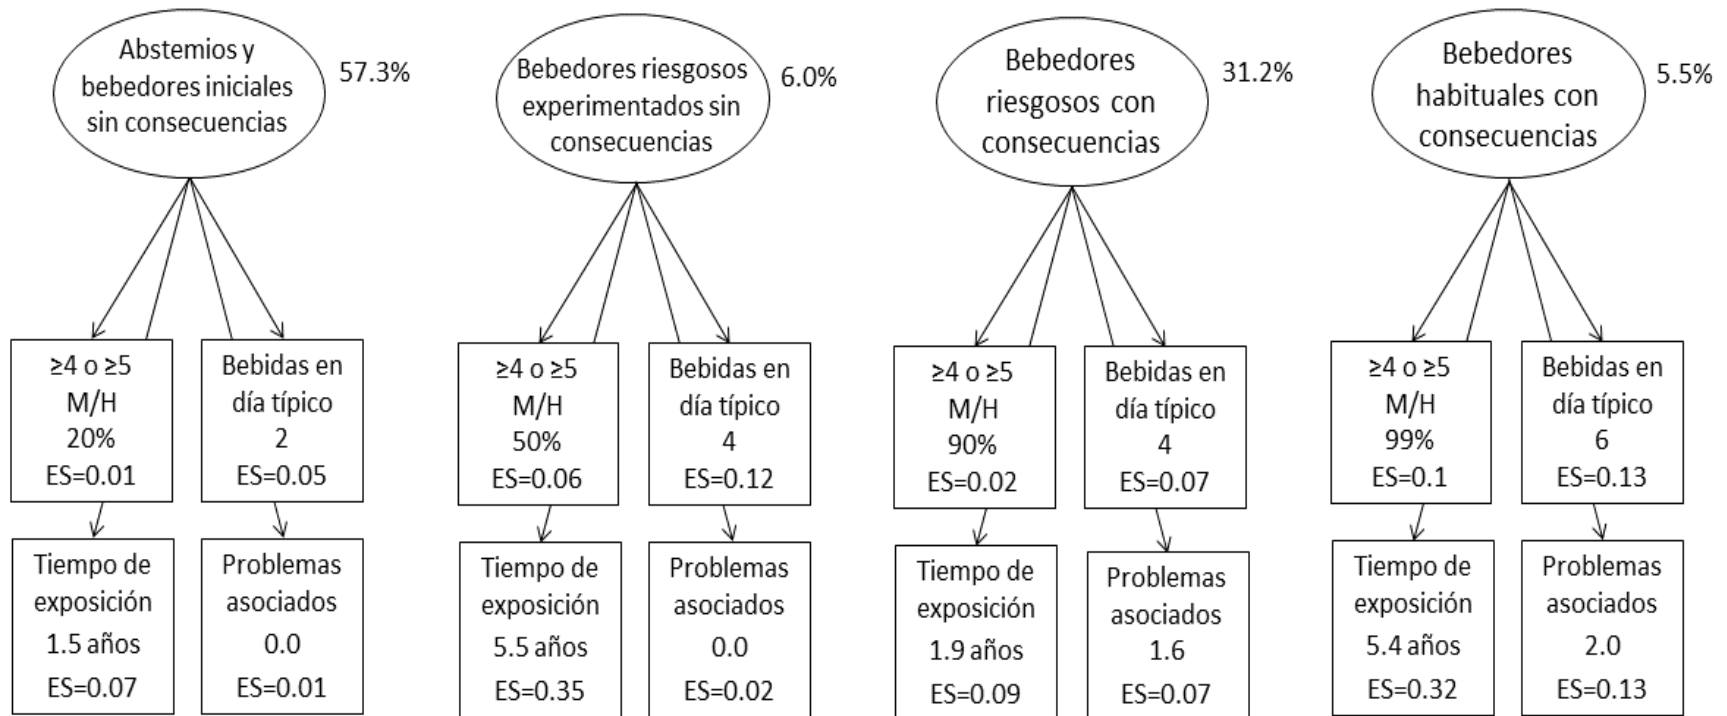 Abstemios y
bebedores iniciales
sin consecuencias
57.3%
≥4 o ≥5
M/H
20%
ES=0.01
Bebidas en
día típico
2
ES=0.05
Tiempo de
exposición
1.5 años
ES=0.07
Problemas
asociados
0.0
ES=0.01
Bebedores riesgosos
experimentados sin
consecuencias
6.0%
≥4 o ≥5
M/H
50%
ES=0.06
Bebidas en
día típico
4
ES=0.12
Tiempo de
exposición
5.5 años
ES=0.35
Problemas
asociados
0.0
ES=0.02
Bebedores
riesgosos con
consecuencias
31.2%
≥4 o ≥5
M/H
90%
ES=0.02
Bebidas en
día típico
4
ES=0.07
Tiempo de
exposición
1.9 años
ES=0.09
Problemas
asociados
1.6
ES=0.07
Bebedores
habituales con
consecuencias
5.5%
≥4 o ≥5
M/H
99%
ES=0.1
Bebidas en
día típico
6
ES=0.13
Tiempo de
exposición
5.4 años
ES=0.32
Problemas
asociados
2.0
ES=0.13